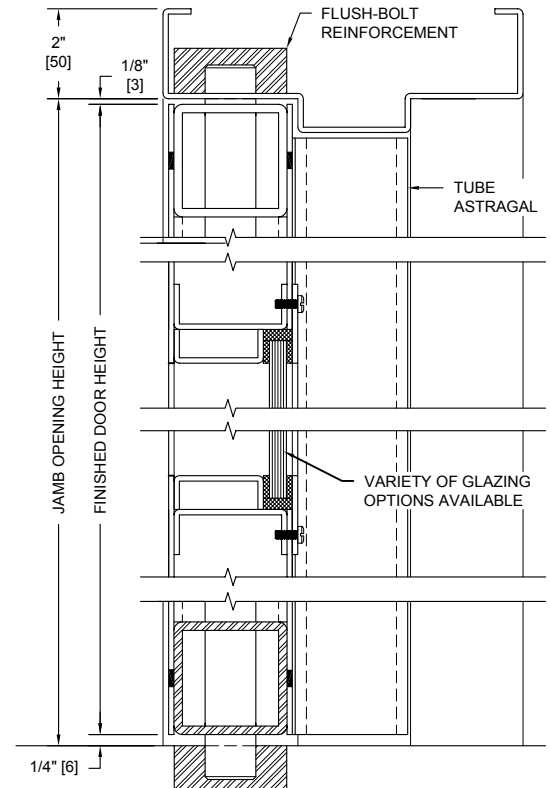 FLUSH-BOLT
REINFORCEMENT
2"
[50]
1/8"
[3]
TUBE
ASTRAGAL
JAMB OPENING HEIGHT
FINISHED DOOR HEIGHT
VARIETY OF GLAZING
OPTIONS AVAILABLE
1/4" [6]